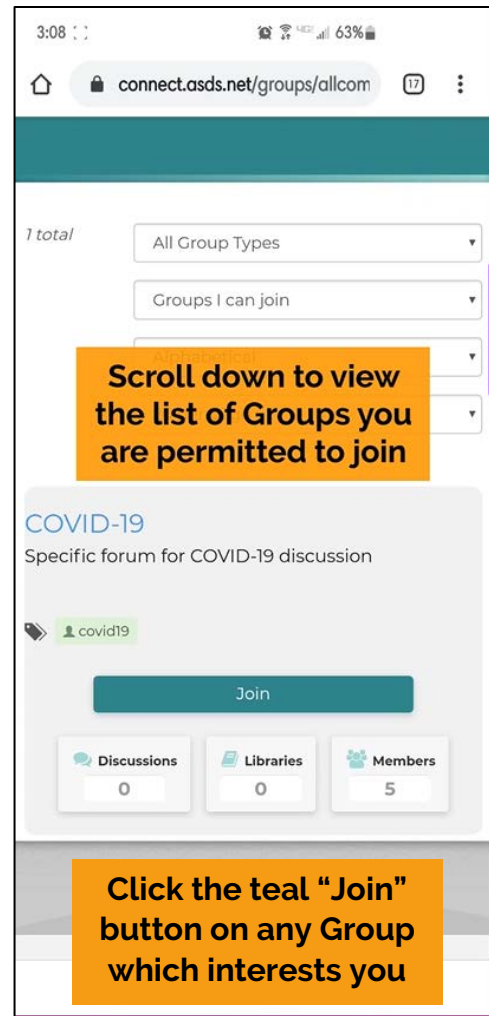 3:08 4GE 63%
connect.asds.net/groups/allcom 17
1 total
All Group Types
Groups I can join
Alphabetical
Scroll down to view
the list of Groups you
are permitted to join
COVID-19
Specific forum for COVID-19 discussion
covid19
Join
Discussions Libraries Members
0 0 5
Click the teal “Join”
button on any Group
which interests you